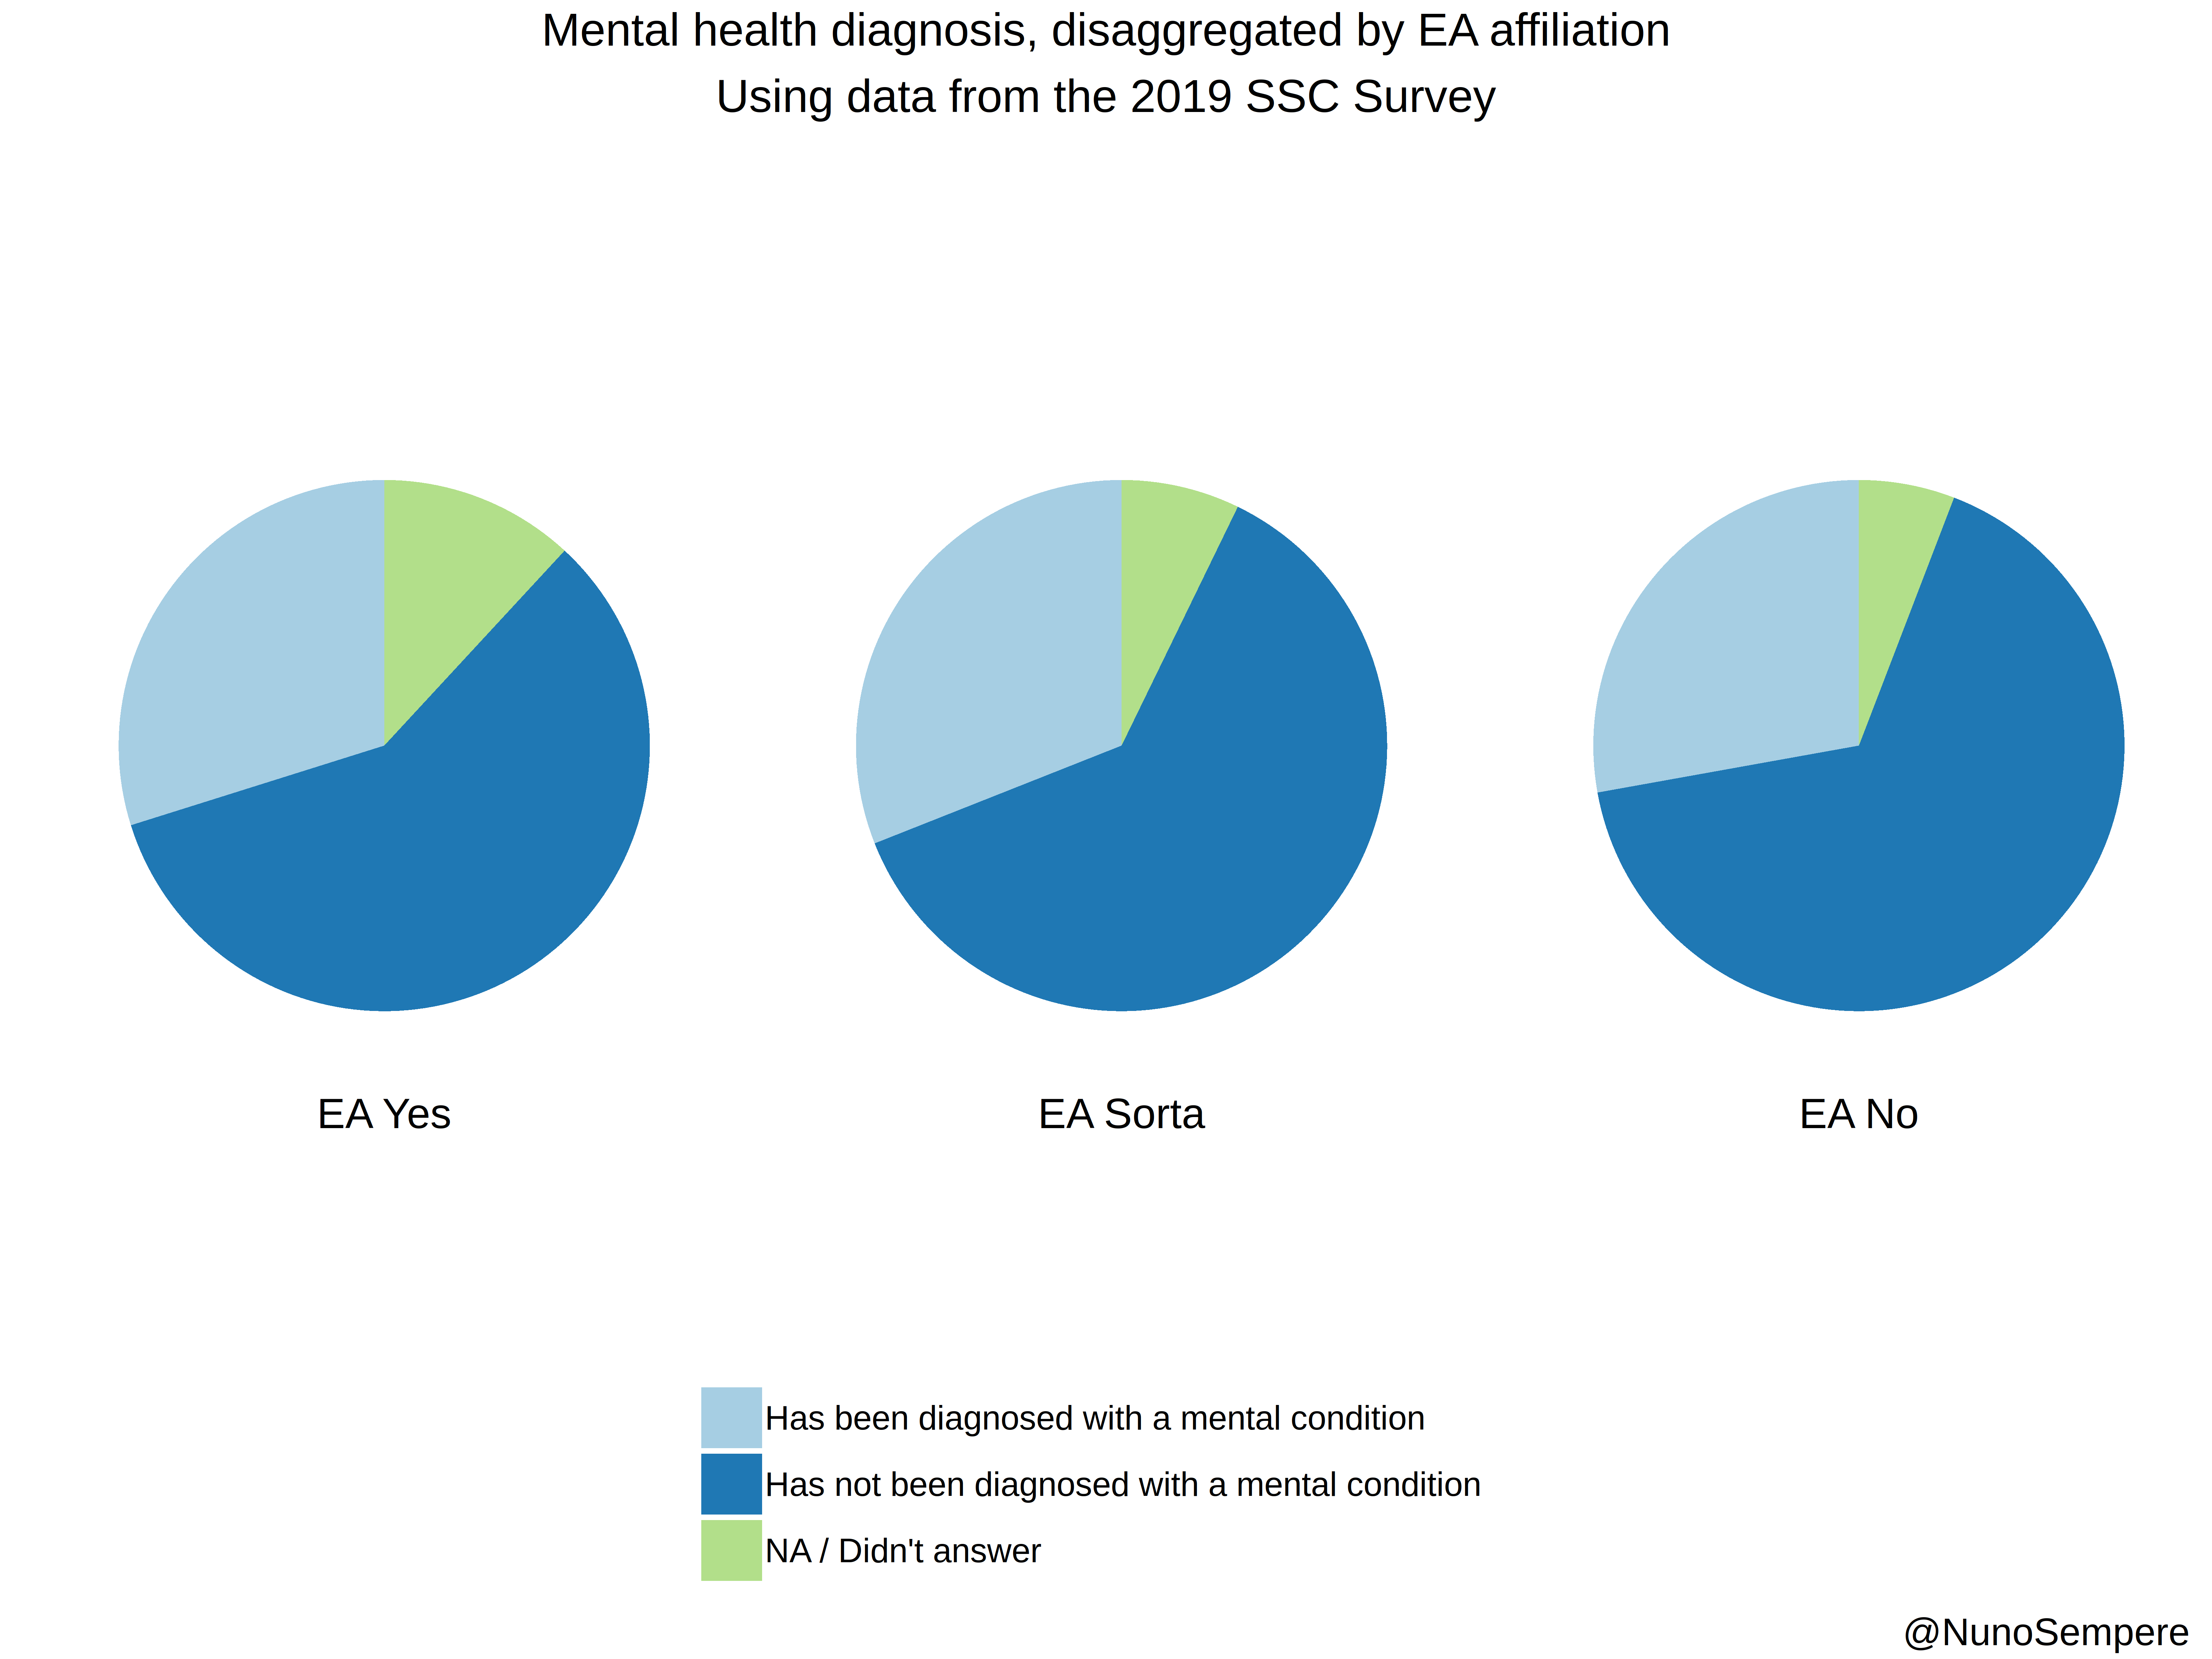 Mental health diagnosis, disaggregated by EA affiliation
Using data from the 2019 SSC Survey
EA Yes
EA Sorta
EA No
Has been diagnosed with a mental condition
Has not been diagnosed with a mental condition
NA / Didn't answer
@NunoSempere